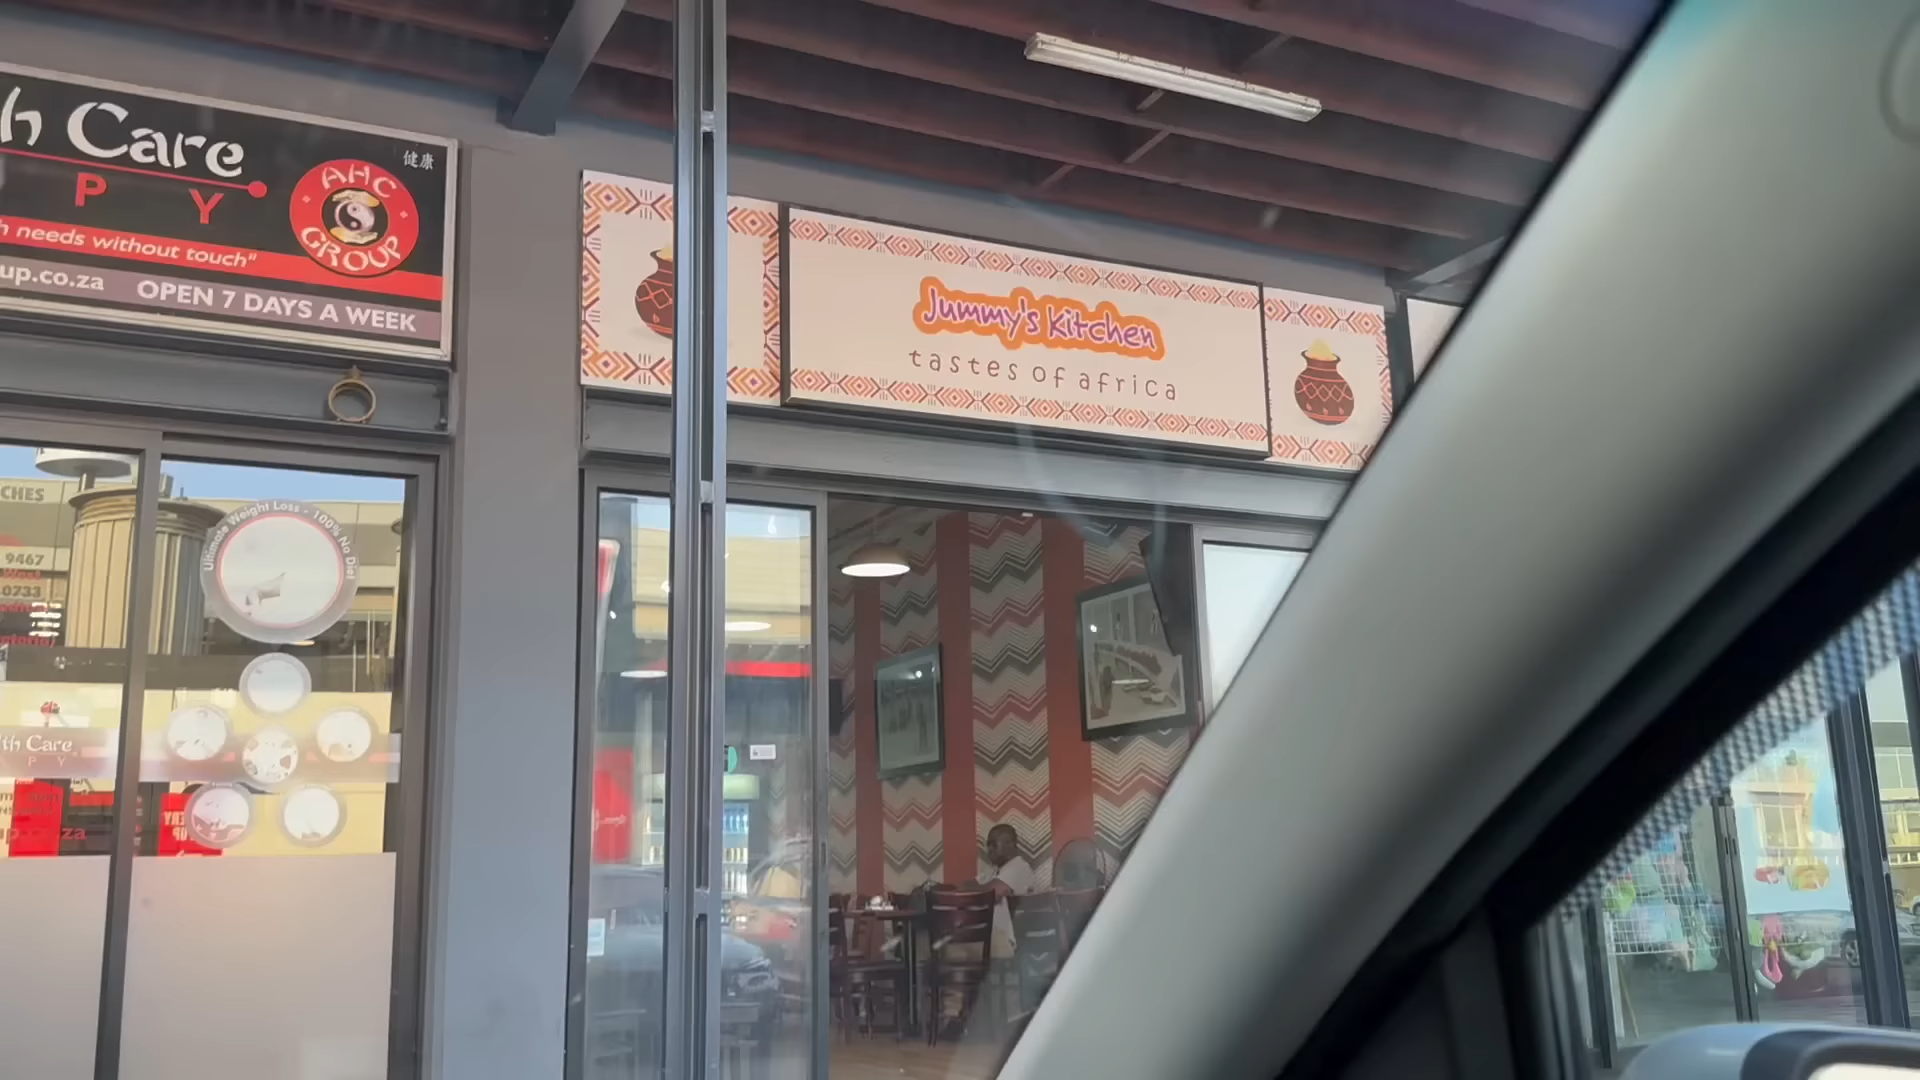 h Care
健康
P Y
AHC
GROUP
h needs without touch"
up.co.za OPEN 7 DAYS A WEEK
Jummy's kitchen
tastes of africa
CHES
Ultimate Weight Loss - 100% No Diet
9467
0733
th Care
P Y